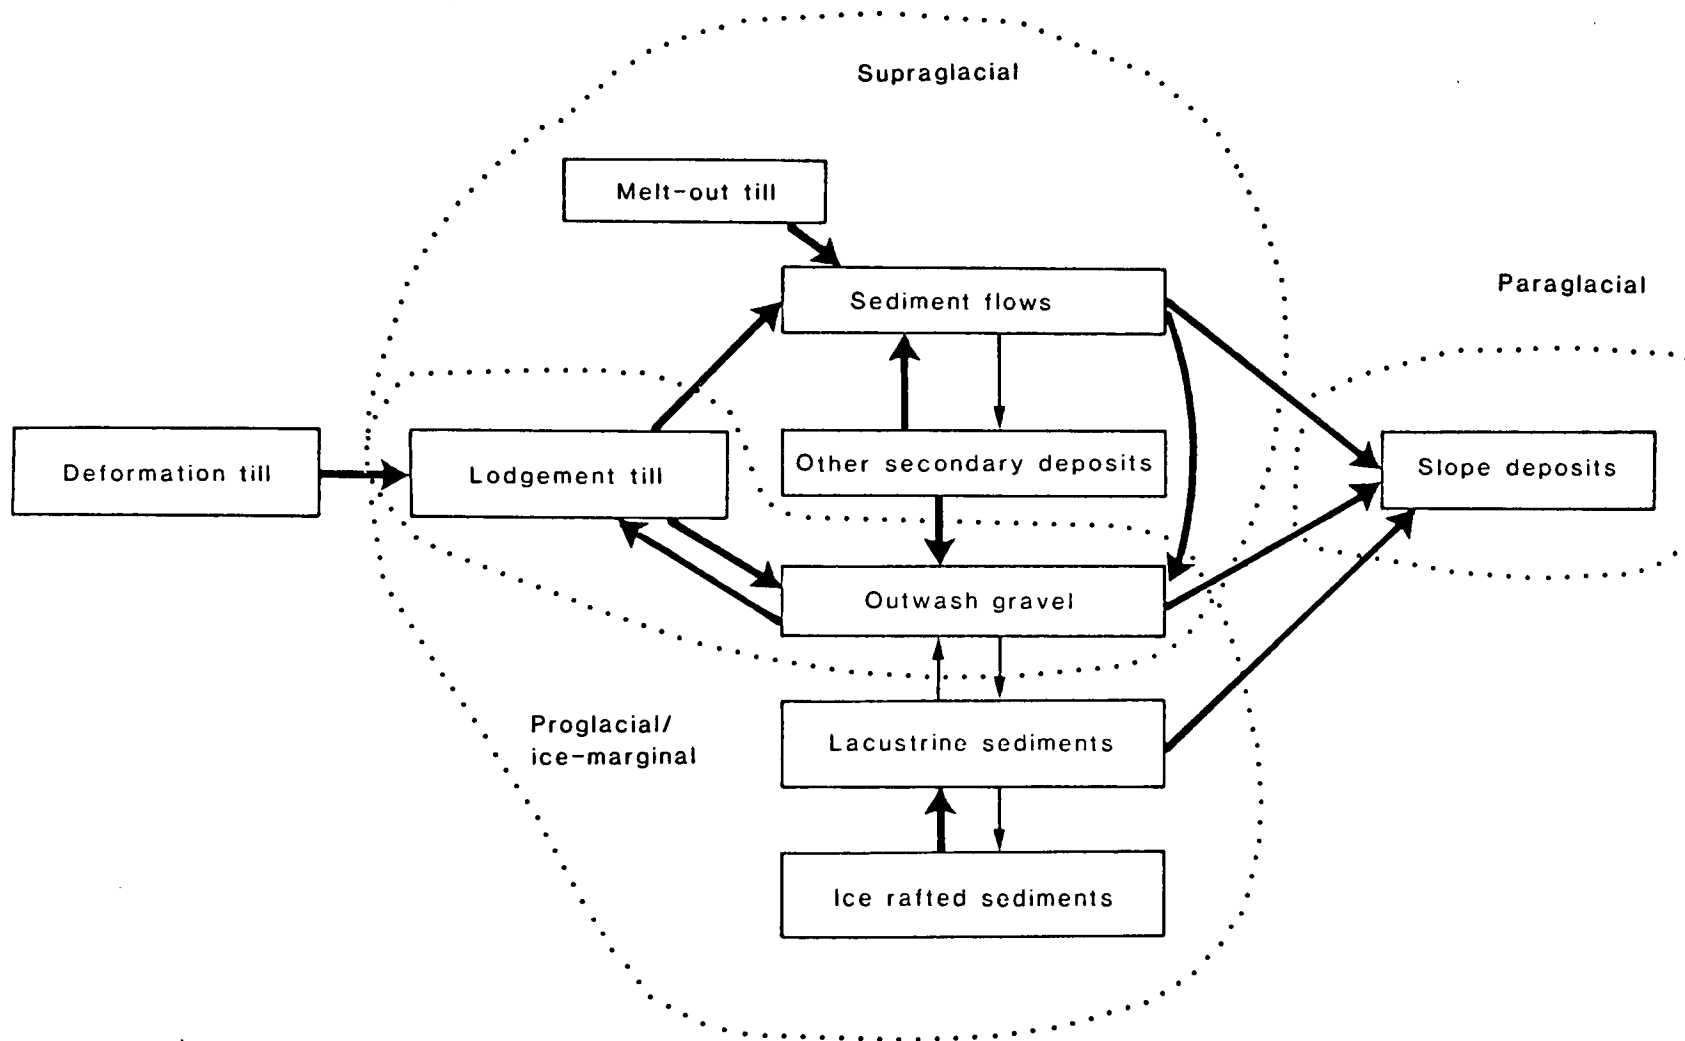 Supraglacial
Melt-out till
Sediment flows
Paraglacial
Deformation till
Lodgement till
Other secondary deposits
Slope deposits
Outwash gravel
Proglacial/
ice-marginal
Lacustrine sediments
Ice rafted sediments